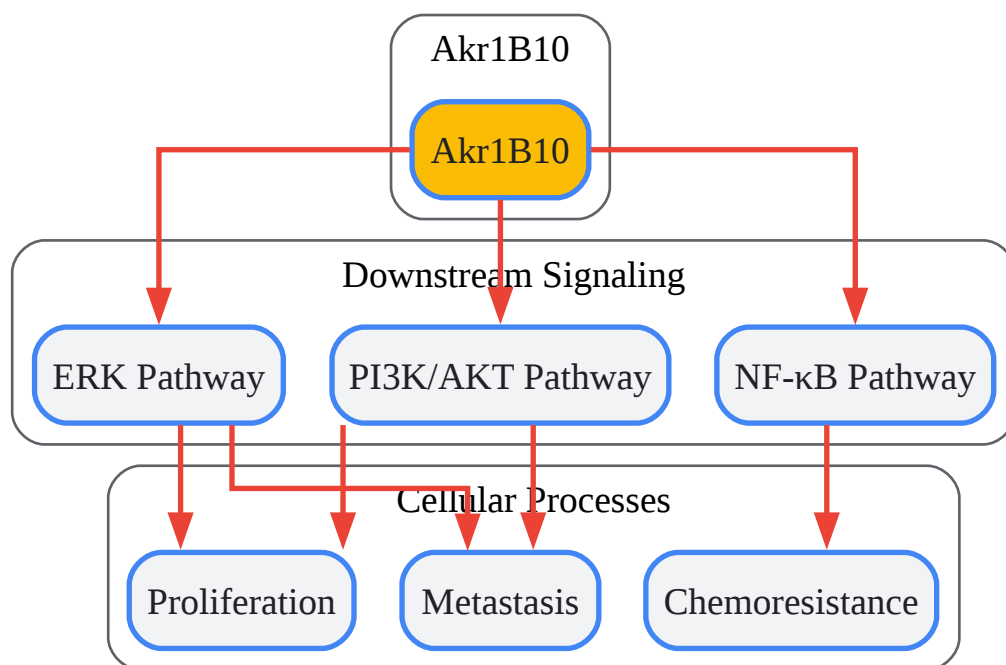 Akr1B10
Akr1B10
Downstream Signaling
ERK Pathway
PI3K/AKT Pathway
NF-κB Pathway
Cellular Processes
Proliferation
Metastasis
Chemoresistance